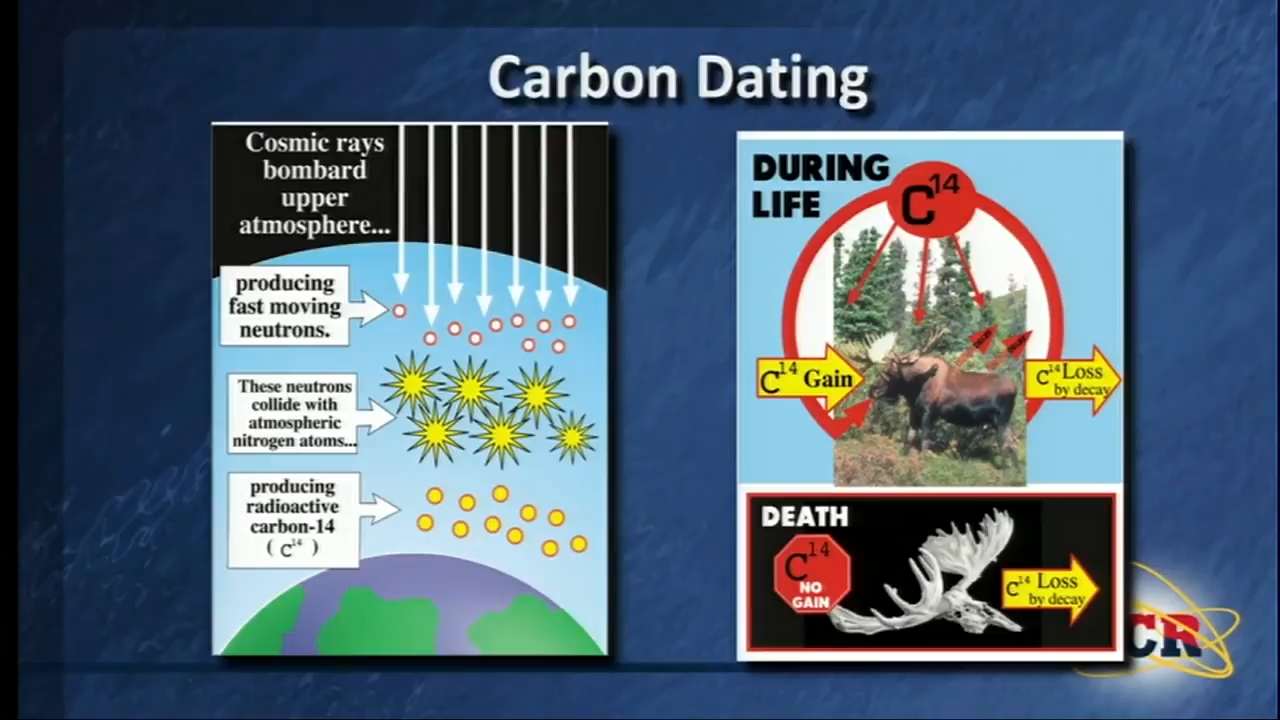 Carbon Dating
Cosmic rays
bombard
upper
atmosphere...
producing
fast moving
neutrons.
These neutrons
collide with
atmospheric
nitrogen atoms...
producing
radioactive
carbon-14
( C¹⁴ )
DURING
LIFE
C¹⁴
C¹⁴ Gain
C¹⁴ Loss
by decay
DEATH
C¹⁴
NO
GAIN
C¹⁴ Loss
by decay
CR